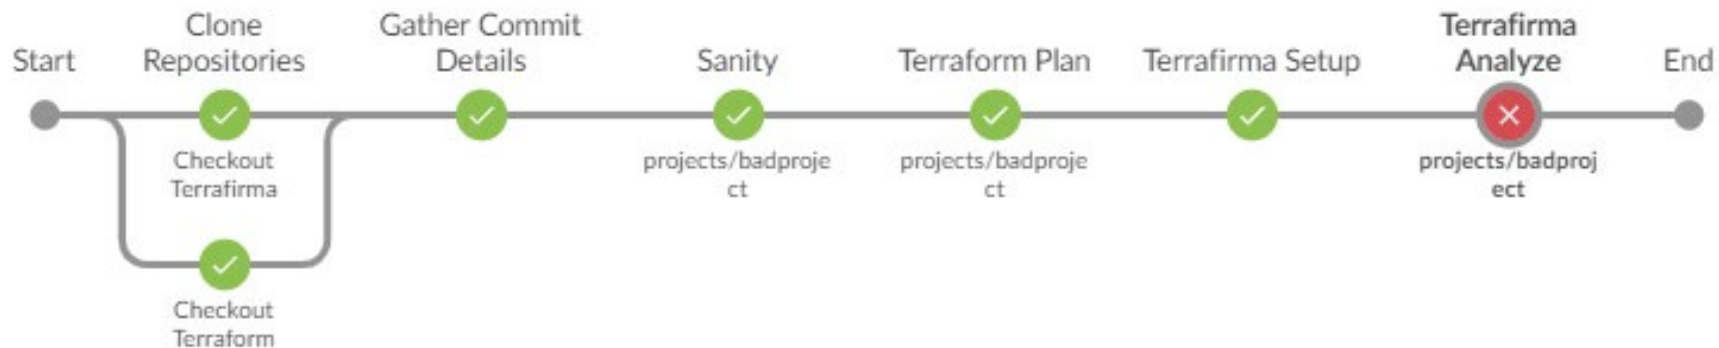 Start
Clone
Repositories
Checkout
Terrafirma
Checkout
Terraform
Gather Commit
Details
Sanity
projects/badproje
ct
Terraform Plan
projects/badproje
ct
Terrafirma Setup
Terrafirma
Analyze
projects/badproj
ect
End